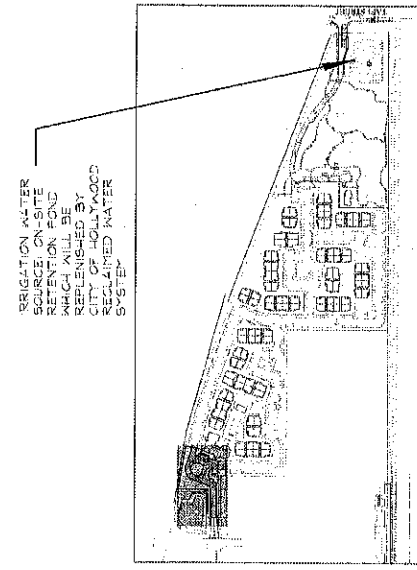 IRRIGATION WATER
SOURCE: ON-SITE
RETENTION POND
WHICH WILL BE
REPLENISHED BY
CITY OF HOLLYWOOD
RECLAIMED WATER
SYSTEM